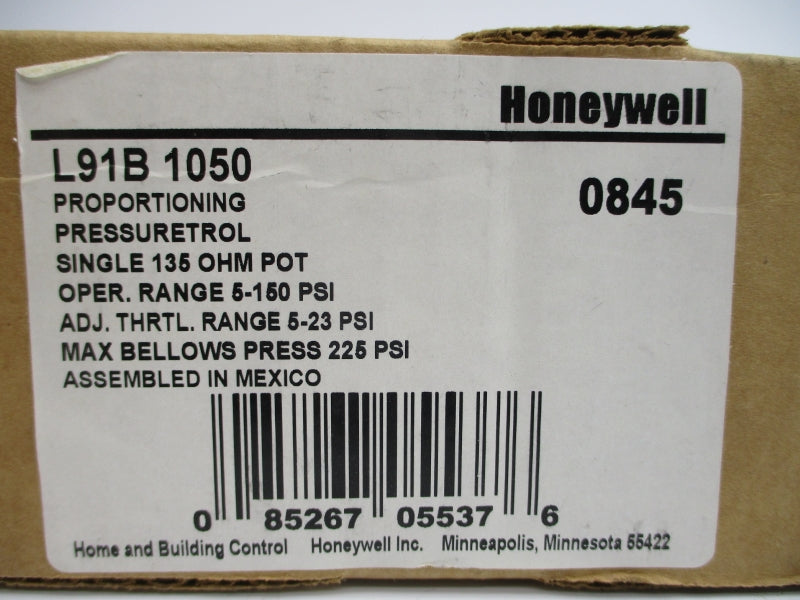 Honeywell
L91B 1050
0845
PROPORTIONING
PRESSURETROL
SINGLE 135 OHM POT
OPER. RANGE 5-150 PSI
ADJ. THRTL. RANGE 5-23 PSI
MAX BELLOWS PRESS 225 PSI
ASSEMBLED IN MEXICO
0 85267 05537 6
Home and Building Control Honeywell Inc. Minneapolis, Minnesota 55422